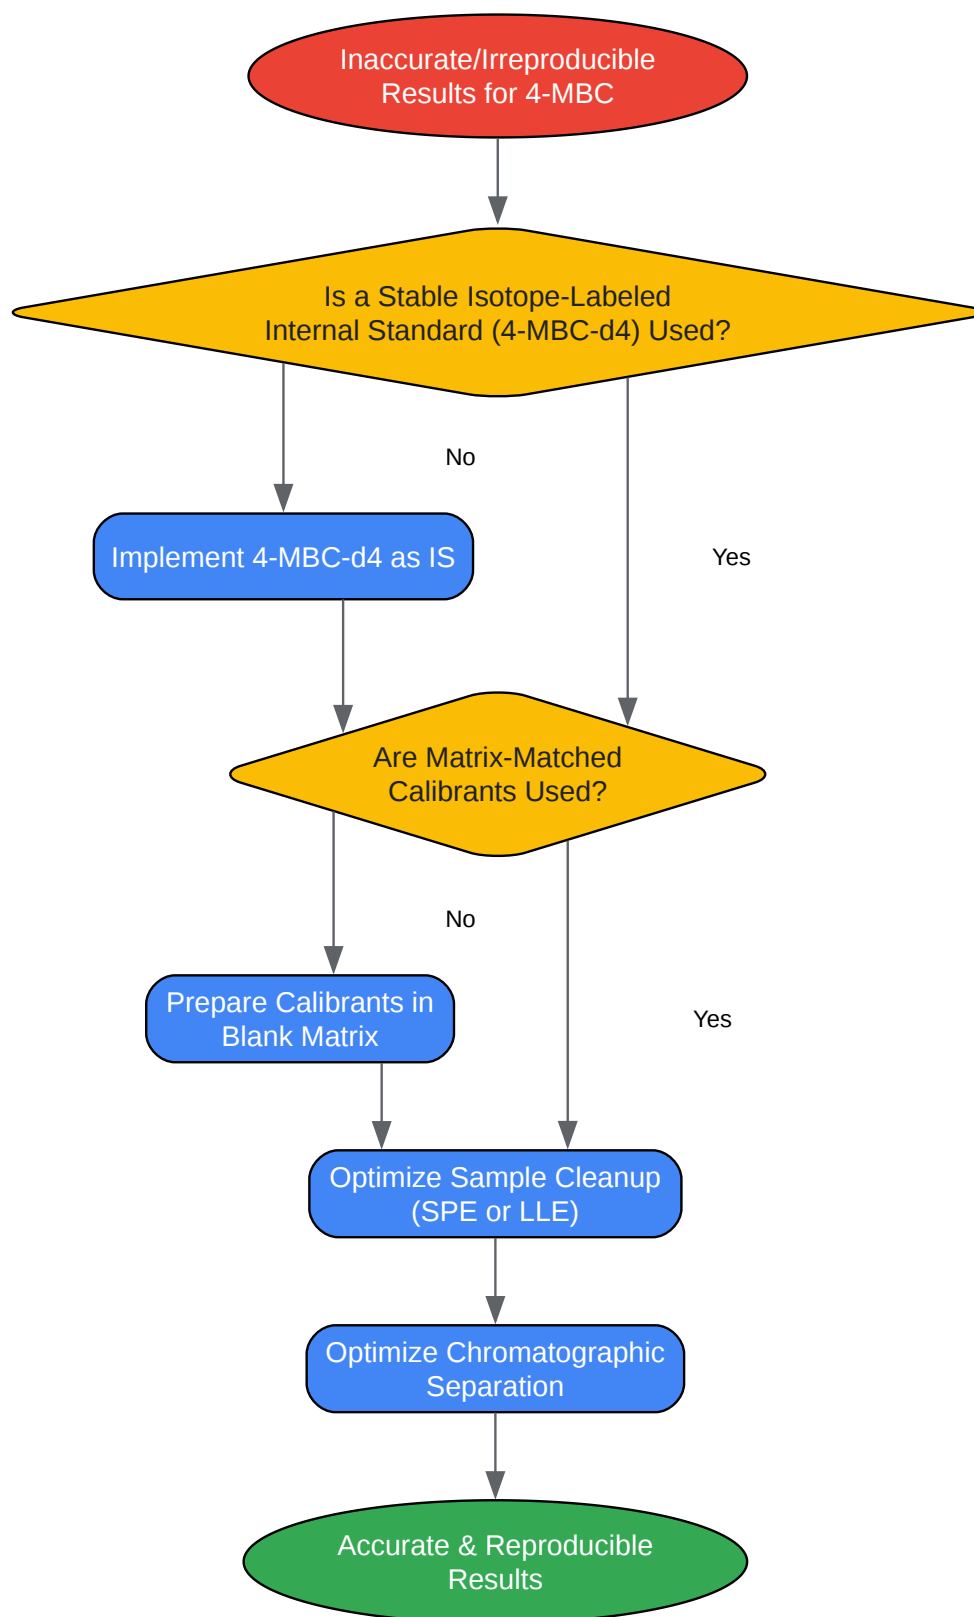 Inaccurate/Irreproducible
Results for 4-MBC
Is a Stable Isotope-Labeled
Internal Standard (4-MBC-d4) Used?
No
Implement 4-MBC-d4 as IS
Yes
Are Matrix-Matched
Calibrants Used?
No
Prepare Calibrants in
Blank Matrix
Yes
Optimize Sample Cleanup
(SPE or LLE)
Optimize Chromatographic
Separation
Accurate & Reproducible
Results